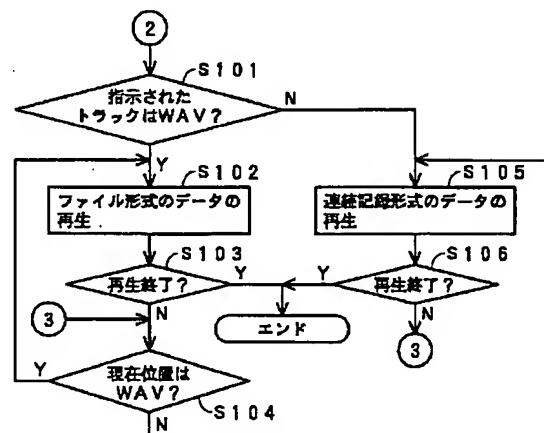 2
S101
指示された
トラックはWAV?
N
Y
S102
S105
ファイル形式のデータの
再生
連続記録形式のデータの
再生
S103
S106
再生終了?
Y
Y
再生終了?
N
エンド
N
3
3
Y
現在位置は
WAV?
S104
N